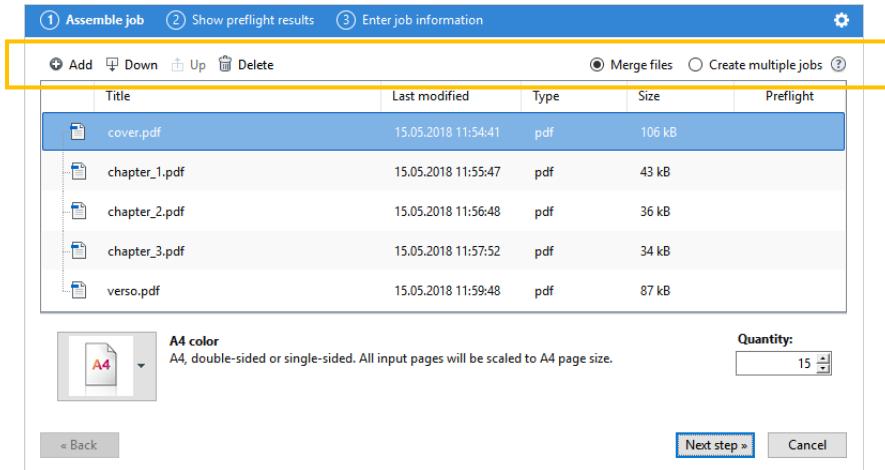 1 Assemble job 2 Show preflight results 3 Enter job information
Add Down Up Delete Merge files Create multiple jobs ?
Title Last modified Type Size Preflight
cover.pdf 15.05.2018 11:54:41 pdf 106 kB
chapter_1.pdf 15.05.2018 11:55:47 pdf 43 kB
chapter_2.pdf 15.05.2018 11:56:48 pdf 36 kB
chapter_3.pdf 15.05.2018 11:57:52 pdf 34 kB
verso.pdf 15.05.2018 11:59:48 pdf 87 kB
A4 color Quantity:
A4 A4, double-sided or single-sided. All input pages will be scaled to A4 page size. 15
« Back Next step » Cancel